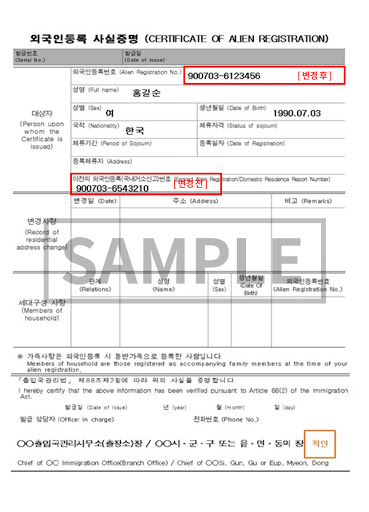 외국인등록 사실증명 (CERTIFICATE OF ALIEN REGISTRATION)
발급번호
(Serial No.)
발급일
(Date of Issue)
대상자
(Person upon whom the Certificate is issued)
외국인등록번호 (Alien Registration No.)
900703-6123456 [변경후]
성명 (Full name)
홍길순
성별 (Sex) 여
생년월일 (Date of Birth)
1990.07.03
국적 (Nationality) 한국
체류자격 (Status of sojourn)
체류기간 (Period of Sojourn)
등록일자 (Date of Registration)
등록체류지 (Address)
이전의 외국인등록(국내거소신고)번호 Alien Registration/Domestic Residence Report Number)
900703-6543210 [변경전]
변경사항
(Record of residential address change)
변경일 (Date)
주소 (Address)
비고 (Remarks)
SAMPLE
세대구성 사항
(Members of household)
관계
(Relations)
성명
(Name)
성별
(Sex)
생년월일
(Date Of Birth)
외국인등록번호
(Alien Registration No.)
※ 가족사항은 외국인등록 시 동반가족으로 등록한 사람입니다.
Members of household are those registered as accompanying family members at the time of your alien registration.
「출입국관리법」 제88조제2항에 따라 위의 사실을 증명합니다.
I hereby certify that the above information has been verified pursuant to Article 88(2) of the Immigration Act.
발급일 (Date of Issue) 년 (year) 월 (month) 일 (day)
발급 담당자 (Officer in charge) 전화번호 (Phone No.)
○○출입국관리사무소(출장소)장 / ○○시·군·구 또는 읍·면·동의 장 직인
Chief of ○○ Immigration Office(Branch Office) / Chief of ○○Si, Gun, Gu or Eup, Myeon, Dong